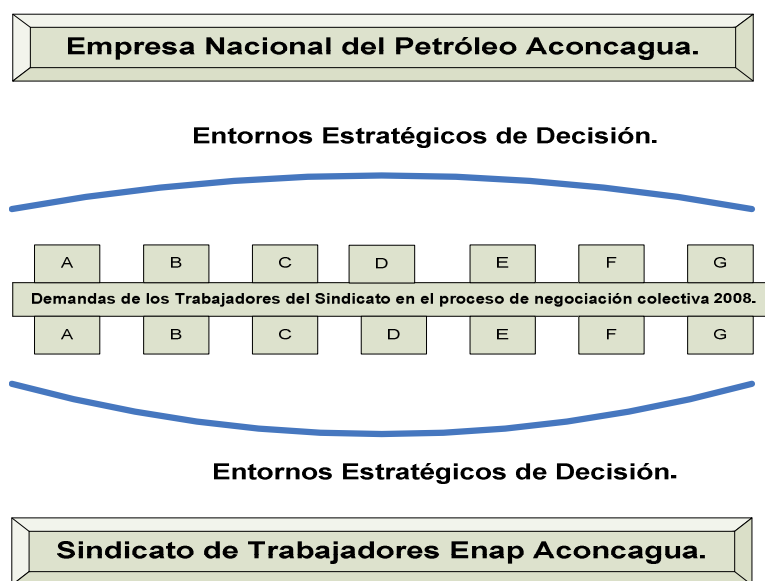 Empresa Nacional del Petróleo Aconcagua.
Entornos Estratégicos de Decisión.
A B C D E F G
Demandas de los Trabajadores del Sindicato en el proceso de negociación colectiva 2008.
A B C D E F G
Entornos Estratégicos de Decisión.
Sindicato de Trabajadores Enap Aconcagua.